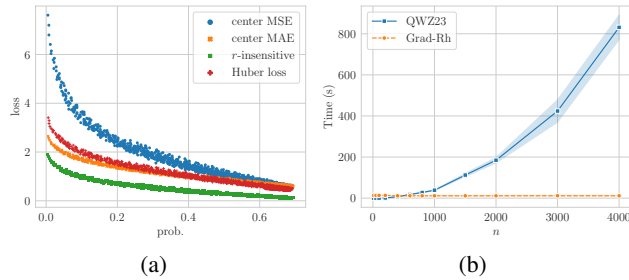 center MSE
center MAE
r-insensitive
Huber loss
6
4
2
0
loss
0.0 0.2 0.4 0.6
prob.
(a)
QWZ23
Grad-Rh
800
600
400
200
0
Time (s)
0 1000 2000 3000 4000
n
(b)